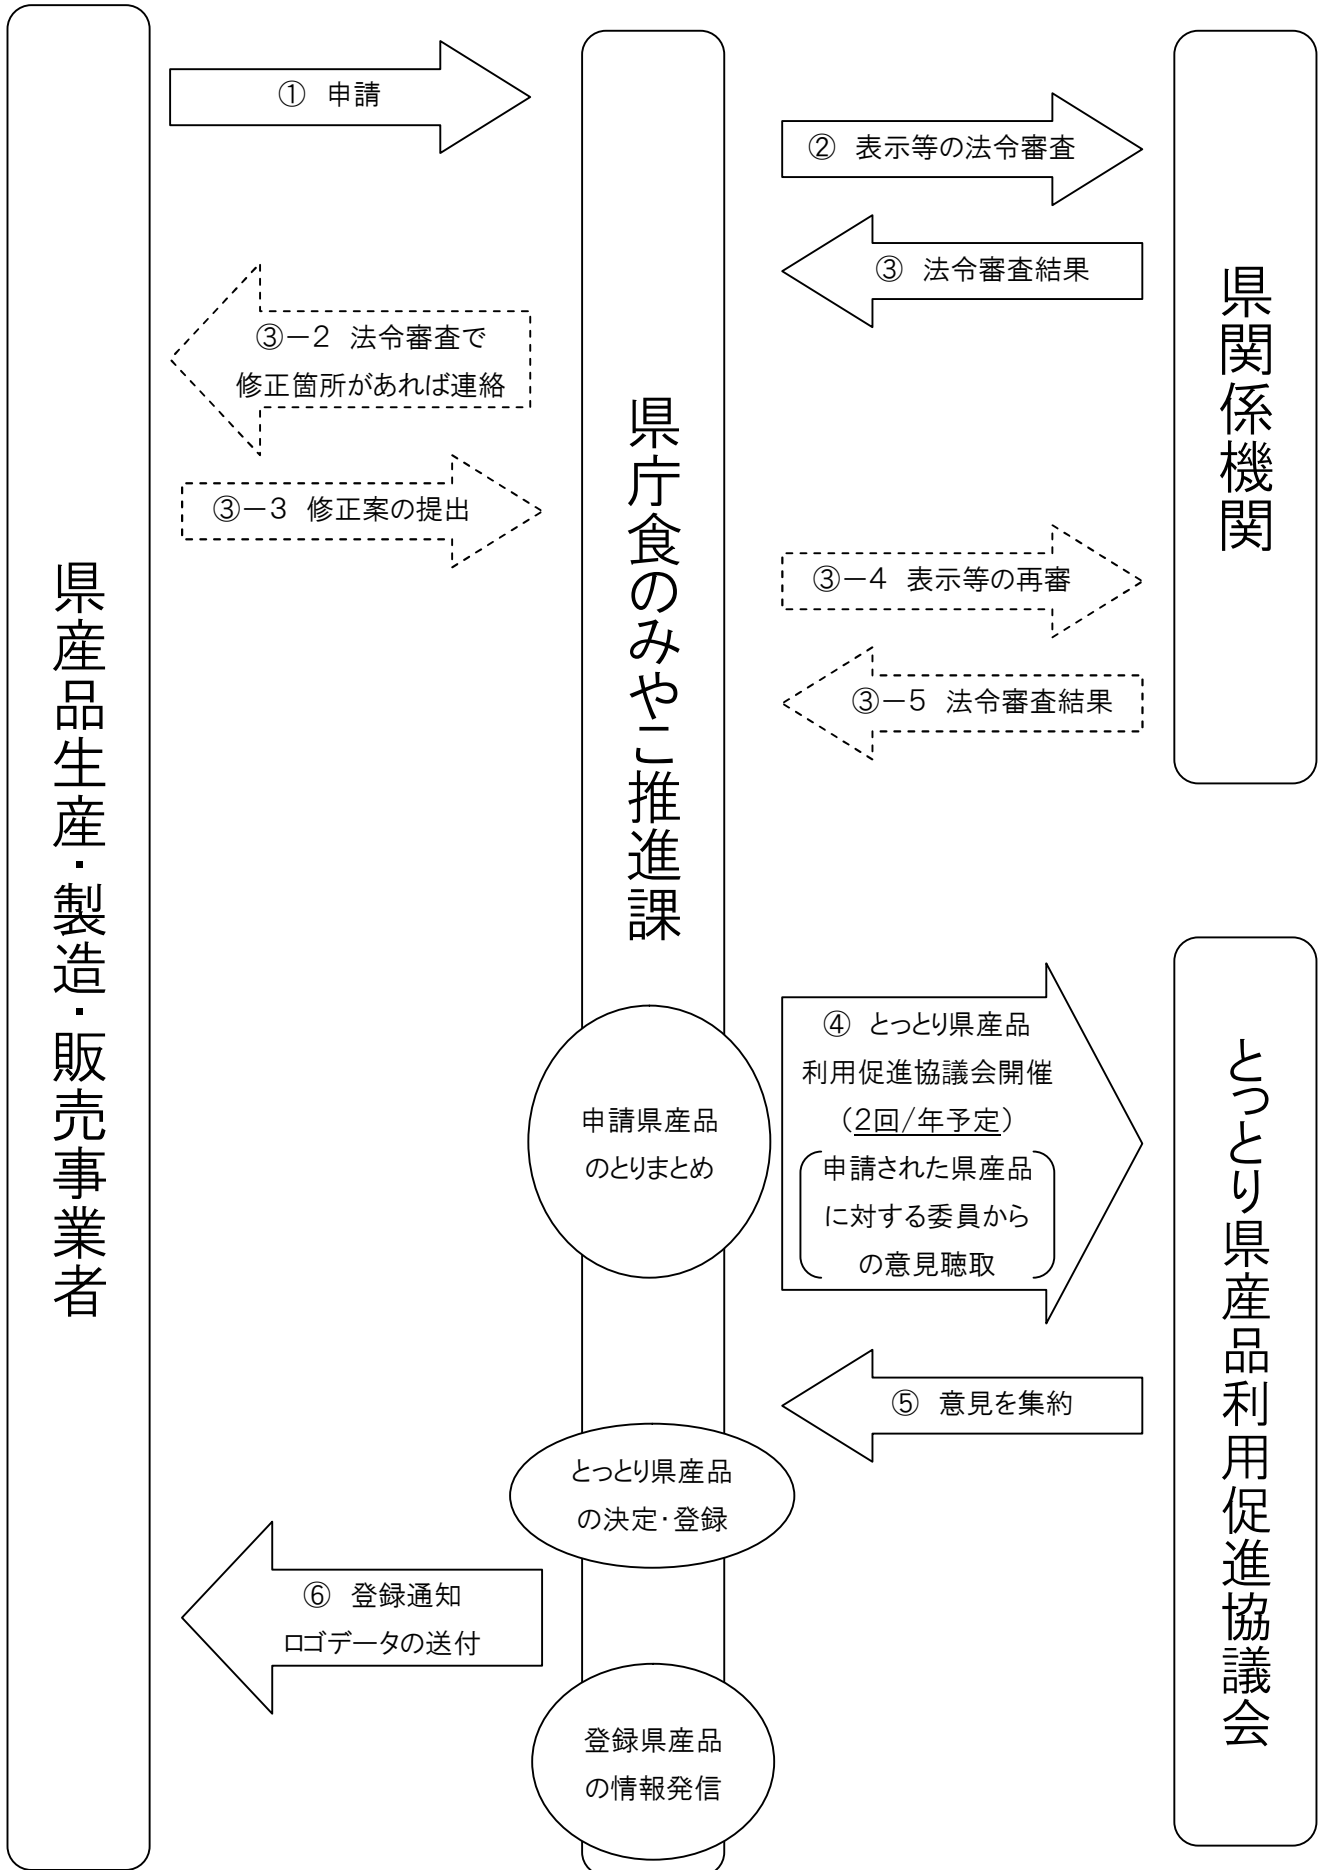 ① 申請
② 表示等の法令審査
③ 法令審査結果
③－2 法令審査で
修正箇所があれば連絡
③－3 修正案の提出
③－4 表示等の再審
③－5 法令審査結果
県産品生産・製造・販売事業者
県庁食のみやこ推進課
県関係機関
申請県産品
のとりまとめ
④ とっとり県産品
利用促進協議会開催
（2回/年予定）
申請された県産品
に対する委員から
の意見聴取
⑤ 意見を集約
とっとり県産品
の決定・登録
⑥ 登録通知
ロゴデータの送付
登録県産品
の情報発信
とっとり県産品利用促進協議会